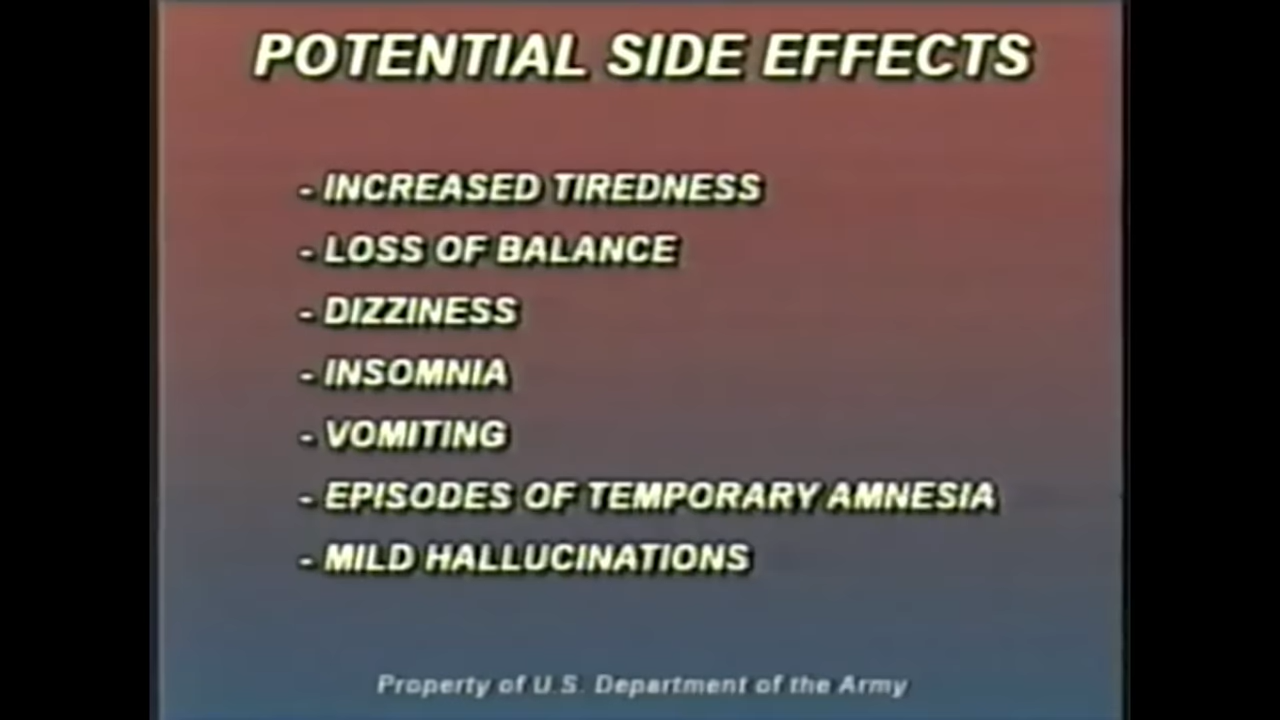 POTENTIAL SIDE EFFECTS
- INCREASED TIREDNESS
- LOSS OF BALANCE
- DIZZINESS
- INSOMNIA
- VOMITING
- EPISODES OF TEMPORARY AMNESIA
- MILD HALLUCINATIONS
Property of U.S. Department of the Army